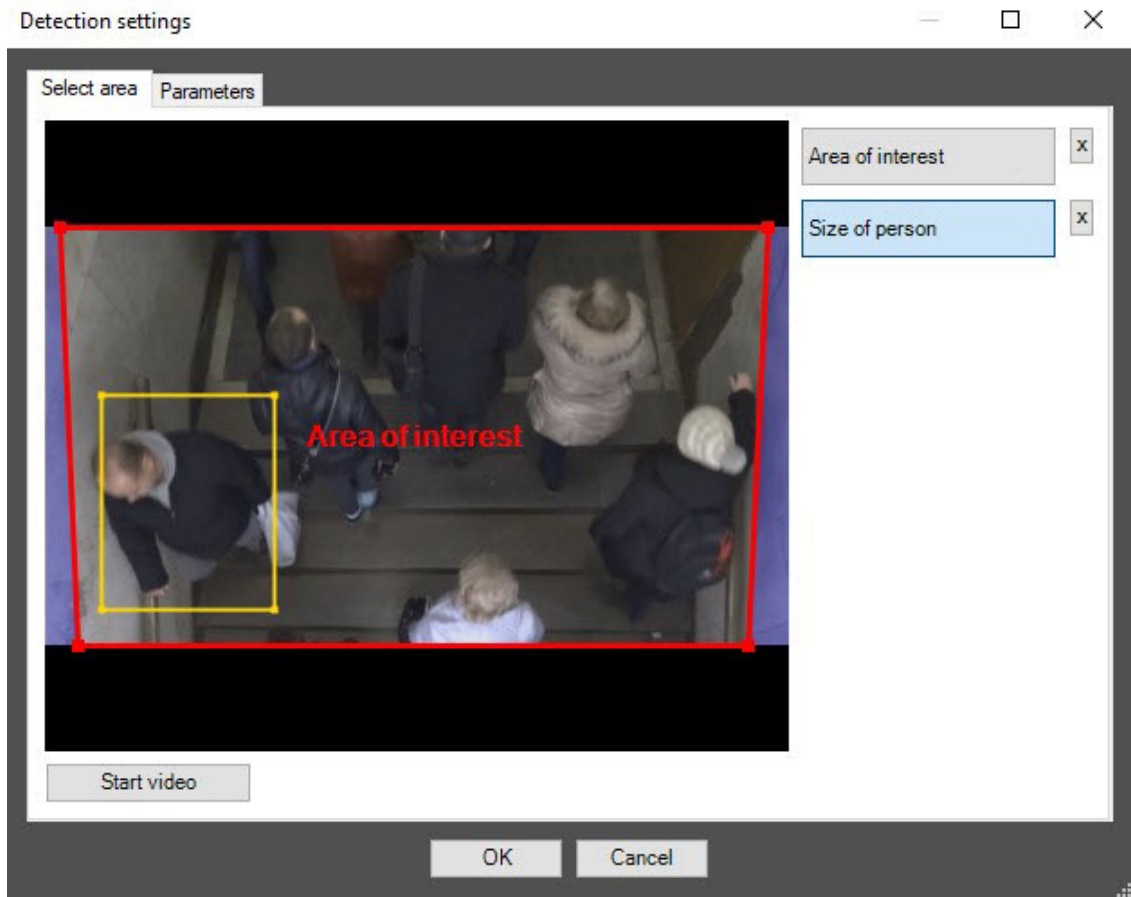 Detection settings
Select area
Parameters
Area of interest
x
Size of person
x
Area of interest
Start video
OK
Cancel